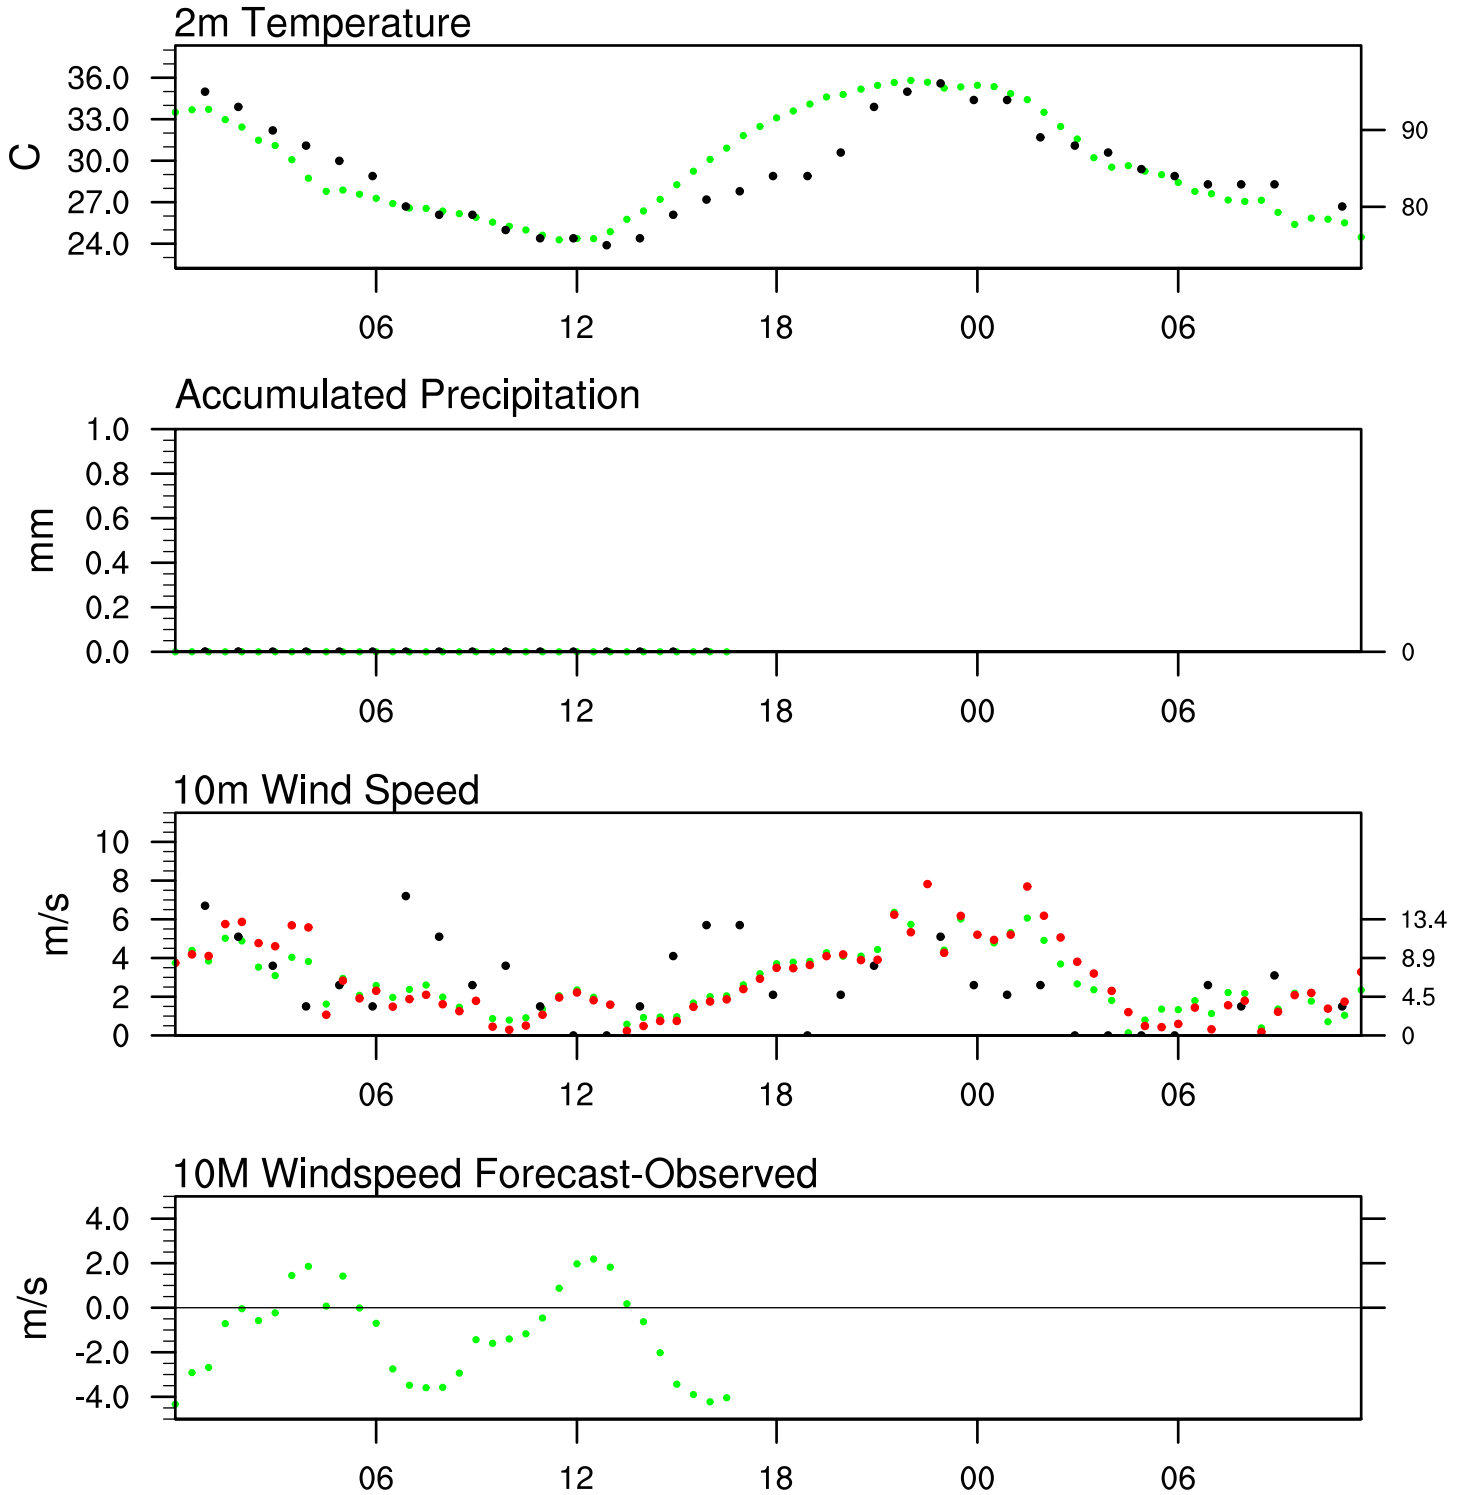 2m Temperature
36.0
33.0
90
C
30.0
27.0
80
24.0
06 12 18 00 06
Accumulated Precipitation
1.0
0.8
0.6
mm
0.4
0.2
0.0
0
06 12 18 00 06
10m Wind Speed
10
8
6
13.4
m/s
4
8.9
2
4.5
0
0
06 12 18 00 06
10M Windspeed Forecast-Observed
4.0
2.0
m/s
0.0
-2.0
-4.0
06 12 18 00 06